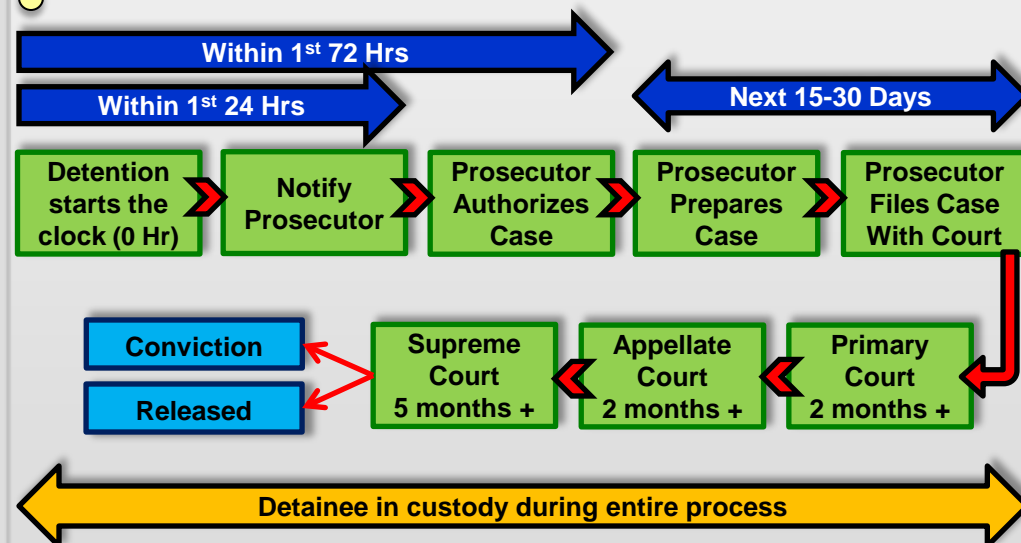 Within 1st 72 Hrs
Within 1st 24 Hrs
Next 15-30 Days
Detention
starts the
clock (0 Hr)
Notify
Prosecutor
Prosecutor
Authorizes
Case
Prosecutor
Prepares
Case
Prosecutor
Files Case
With Court
Conviction
Released
Supreme
Court
5 months +
Appellate
Court
2 months +
Primary
Court
2 months +
Detainee in custody during entire process